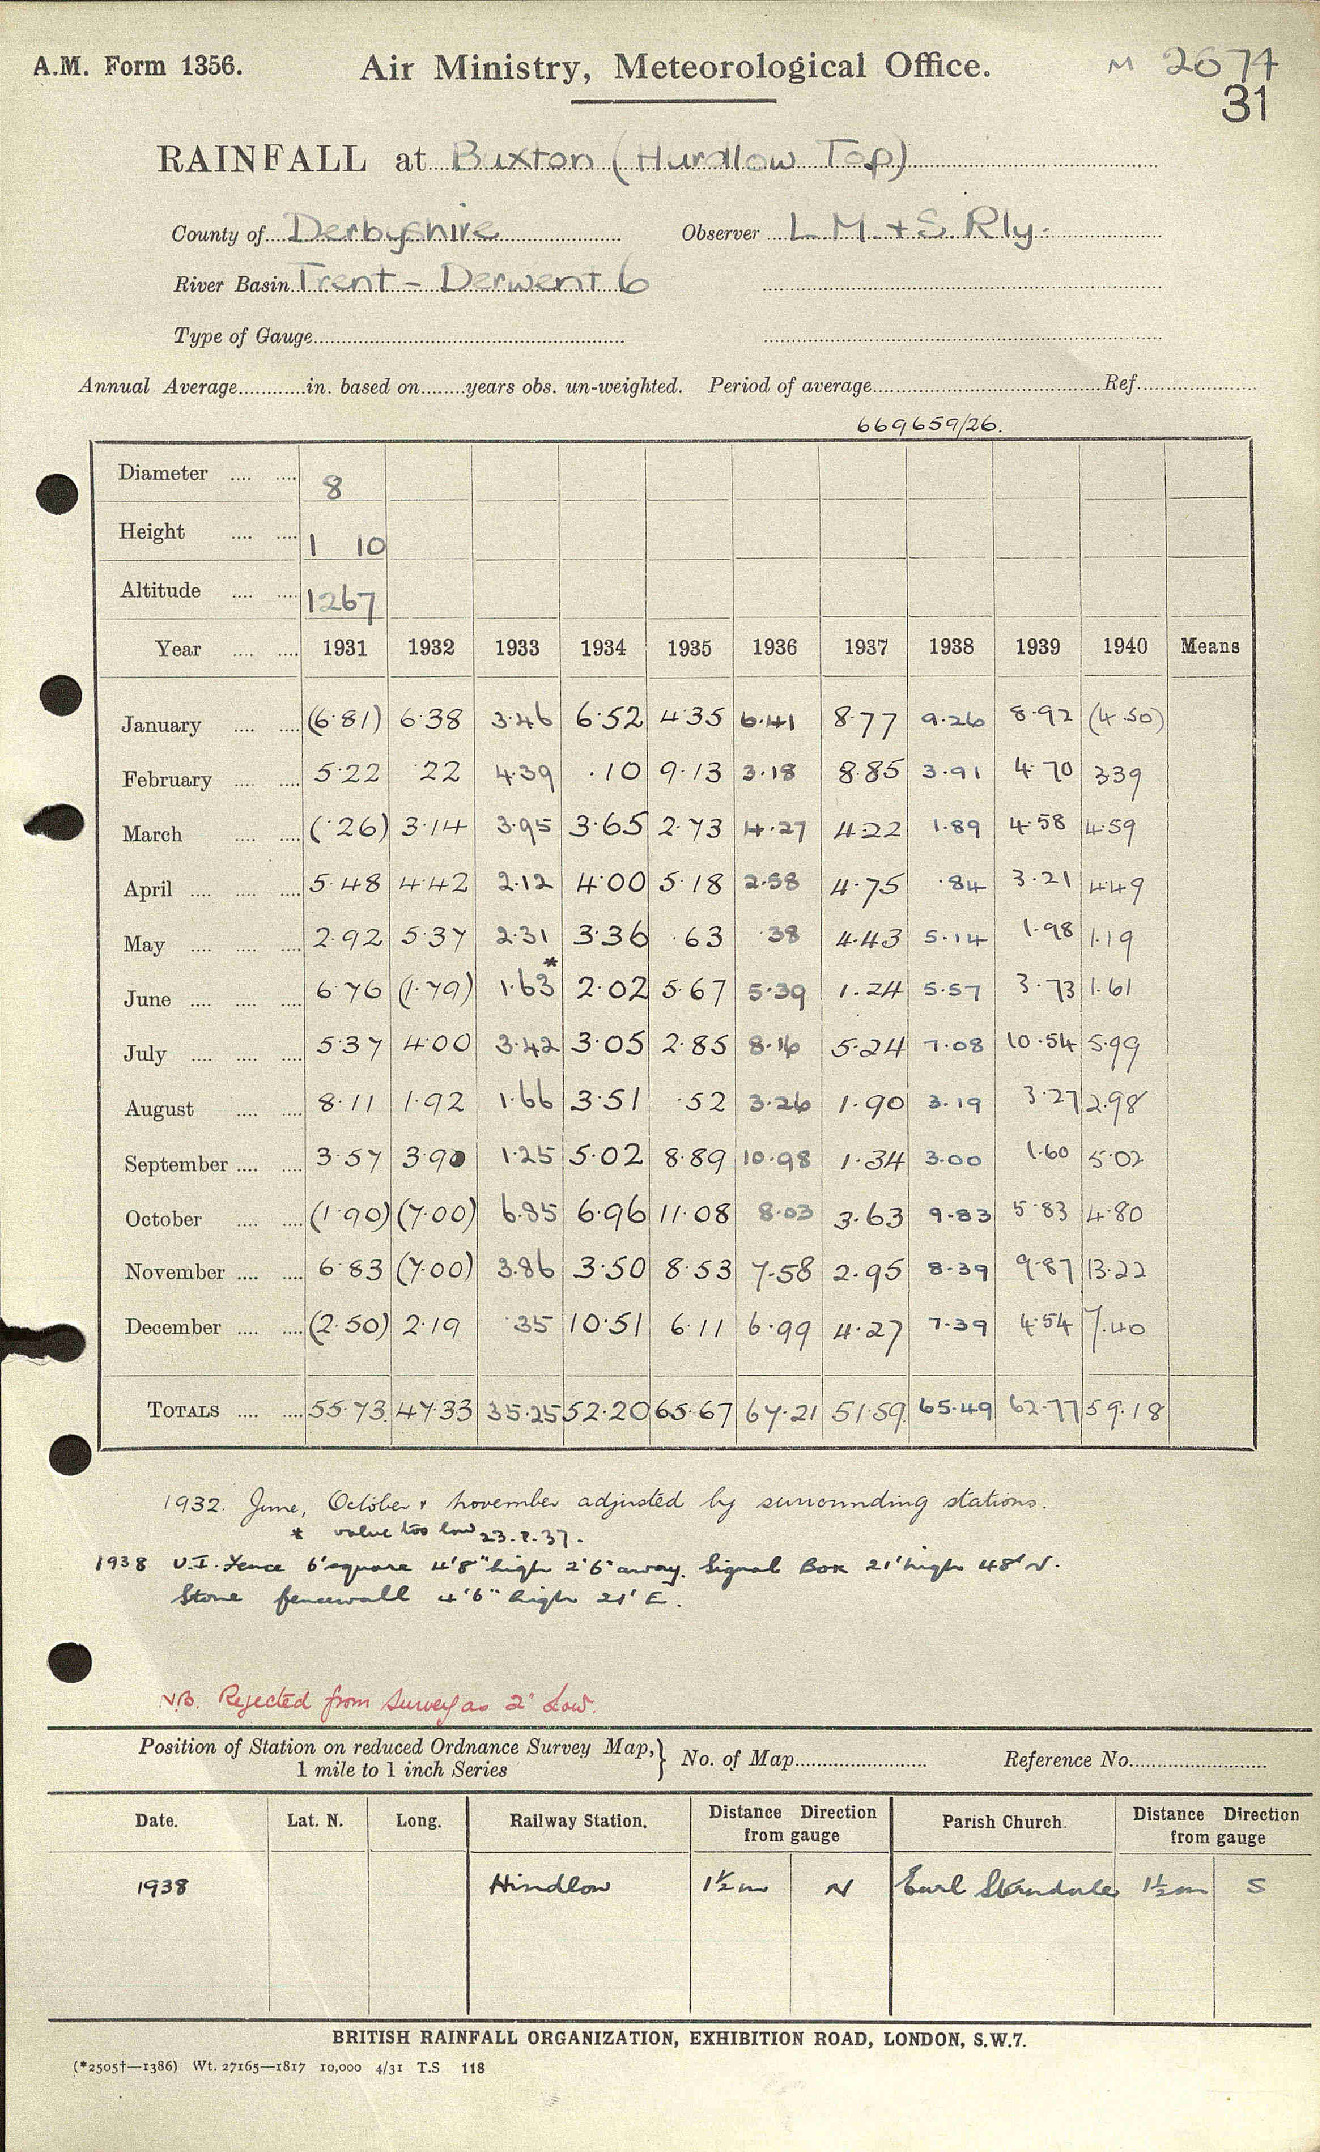 A.M. Form 1356. Air Ministry, Meteorological Office. M 2674
31
RAINFALL at Buxton (Hurdlow Top)
County of Derbyshire Observer L M & S Rly.
River Basin Trent - Derwent 6
Type of Gauge
Annual Average in. based on years obs. un-weighted. Period of average Ref.
669659/26.
Diameter 8
Height 1 10
Altitude 1267
Year 1931 1932 1933 1934 1935 1936 1937 1938 1939 1940 Means
January (6.81) 6.38 3.46 6.52 4.35 6.41 8.77 9.26 8.92 (4.50)
February 5.22 .22 4.39 .10 9.13 3.18 8.85 3.91 4.70 3.39
March (.26) 3.14 3.95 3.65 2.73 4.27 4.22 1.89 4.58 4.59
April 5.48 4.42 2.12 4.00 5.18 2.58 4.75 .84 3.21 4.49
May 2.92 5.37 2.31 3.36 .63 .38 4.43 5.14 1.98 1.19
June 6.76 (1.79) 1.63* 2.02 5.67 5.39 1.24 5.57 3.73 1.61
July 5.37 4.00 3.42 3.05 2.85 8.16 5.24 7.08 10.54 5.99
August 8.11 1.92 1.66 3.51 .52 3.26 1.90 3.19 3.27 2.98
September 3.57 3.90 1.25 5.02 8.89 10.98 1.34 3.00 1.60 5.02
October (1.90) (7.00) 6.85 6.96 11.08 8.03 3.63 9.83 5.83 4.80
November 6.83 (7.00) 3.86 3.50 8.53 7.58 2.95 8.39 9.87 13.22
December (2.50) 2.19 .35 10.51 6.11 6.99 4.27 7.39 4.54 7.40
TOTALS 55.73 47.33 35.25 52.20 65.67 67.21 51.59 65.49 62.77 59.18
1932. June, October & November adjusted by surrounding stations.
* value too low 23.2.37.
1938 U.I. Fence 6' square 4'8" high 2'6" away. Signal Box 21' high 48' N.
Stone fencewall 4'6" high 21' E.
N.B. Rejected from Survey as 2" Low.
Position of Station on reduced Ordnance Survey Map, } No. of Map Reference No.
1 mile to 1 inch Series
Date. Lat. N. Long. Railway Station. Distance Direction from gauge Parish Church. Distance Direction from gauge
1938 Hindlow 1½m N Earl Sterndale 1½m S
BRITISH RAINFALL ORGANIZATION, EXHIBITION ROAD, LONDON, S.W.7.
(*2505†—1386) Wt. 27165—1817 10,000 4/31 T.S 118